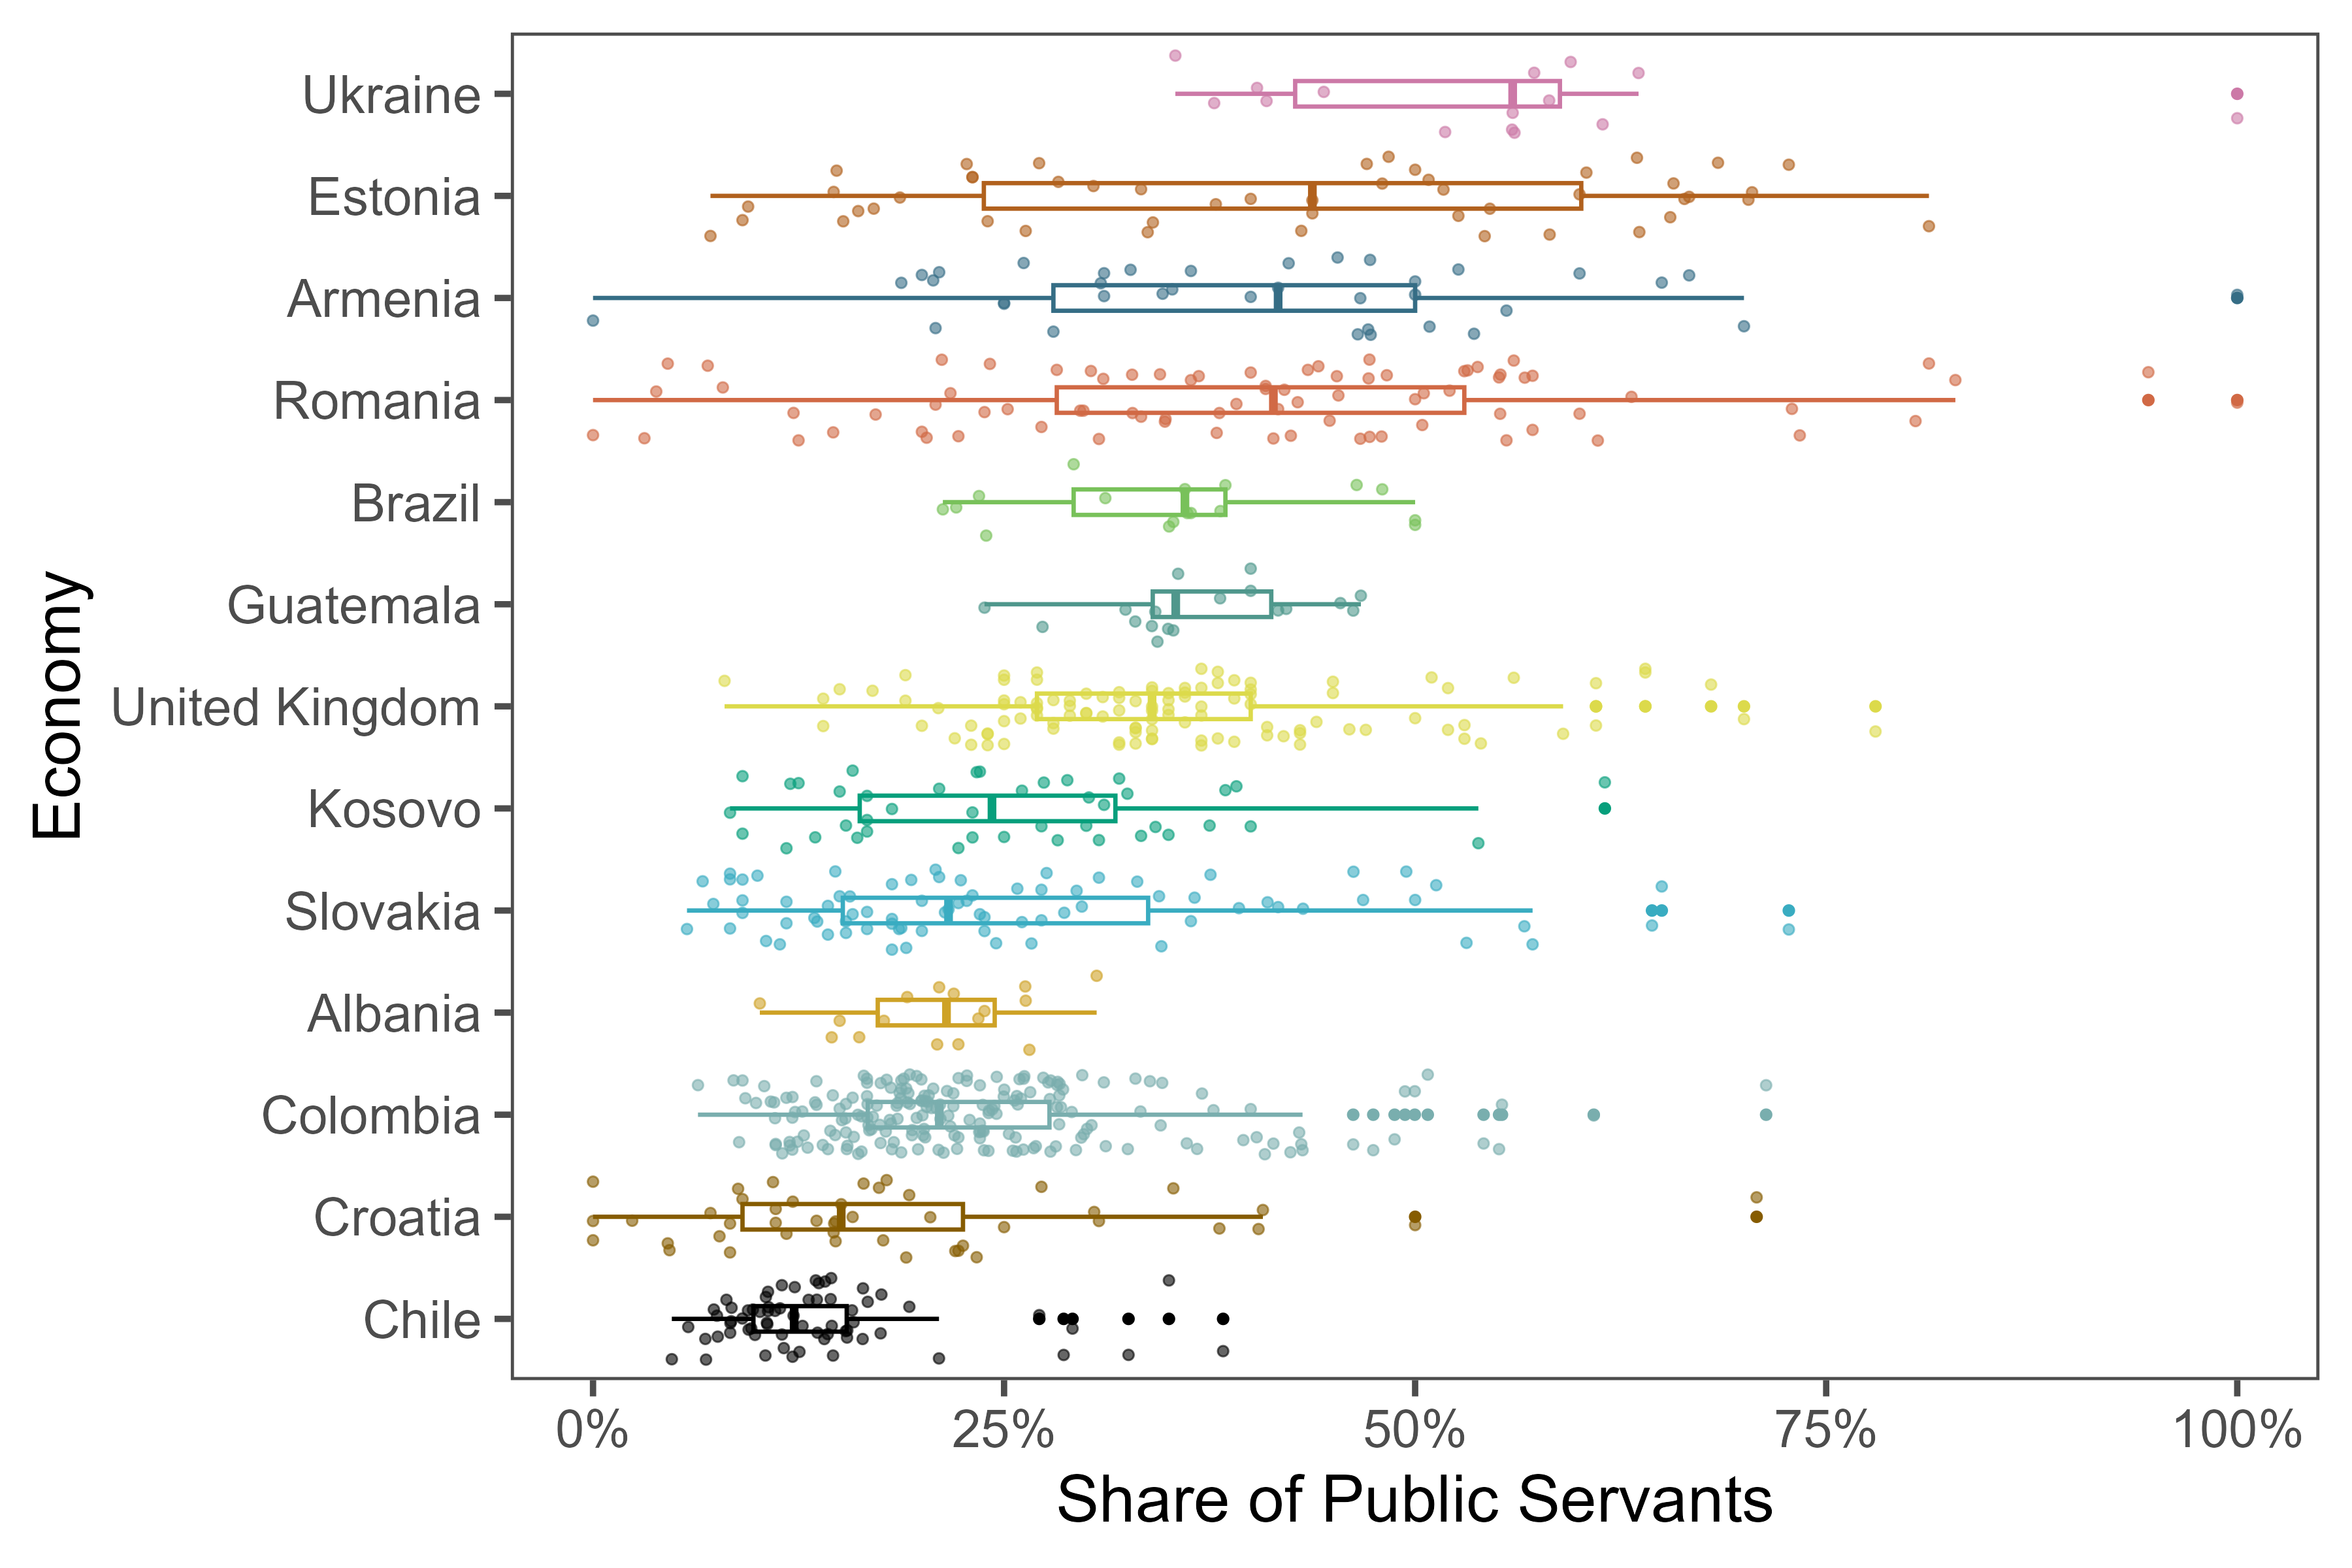 Economy
Ukraine
Estonia
Armenia
Romania
Brazil
Guatemala
United Kingdom
Kosovo
Slovakia
Albania
Colombia
Croatia
Chile
0% 25% 50% 75% 100%
Share of Public Servants